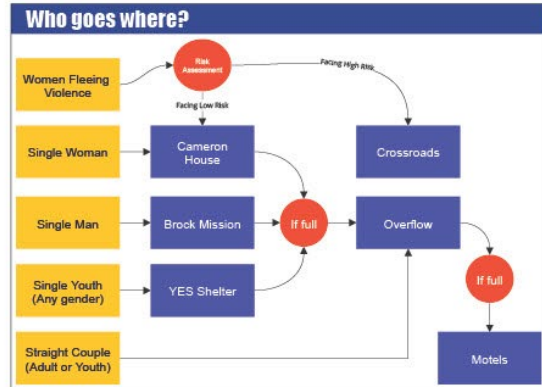 Who goes where?
Women Fleeing
Violence
Risk
Assessment
Facing High Risk
Facing Low Risk
Single Woman
Cameron
House
Crossroads
Single Man
Brock Mission
If full
Overflow
Single Youth
(Any gender)
YES Shelter
If full
Straight Couple
(Adult or Youth)
Motels